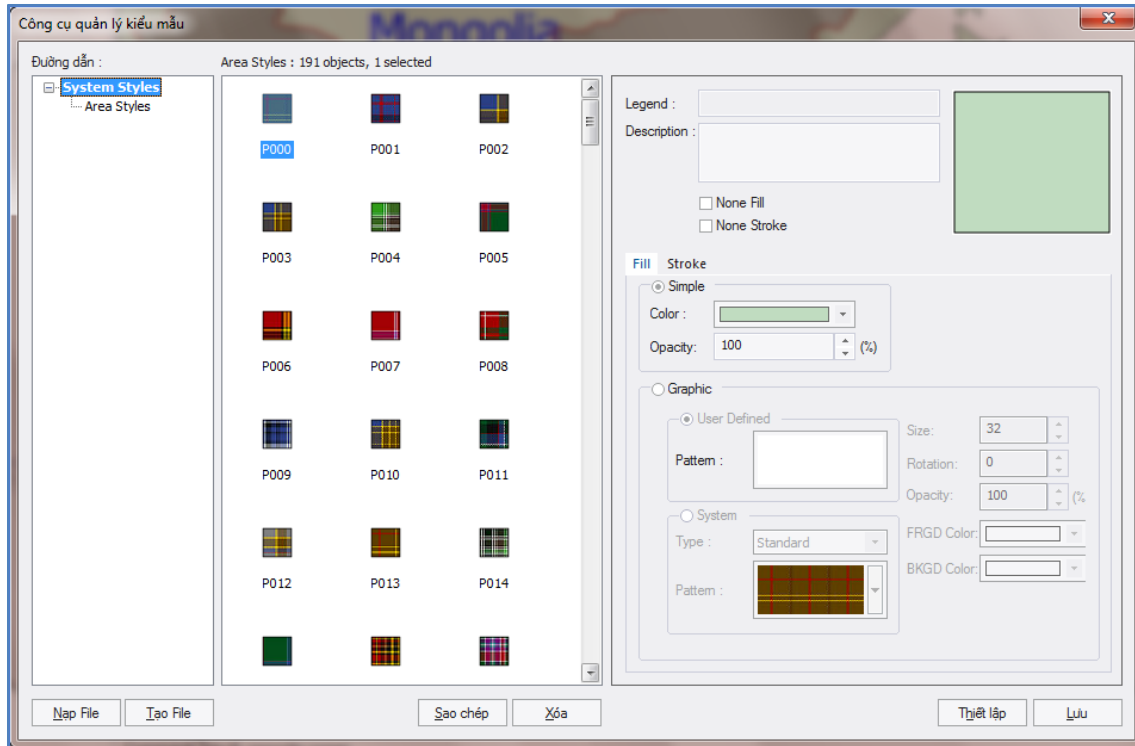 Mongolia
Công cụ quản lý kiểu mẫu
Đường dẫn :
Area Styles : 191 objects, 1 selected
System Styles
Area Styles
P000
P001
P002
P003
P004
P005
P006
P007
P008
P009
P010
P011
P012
P013
P014
Legend :
Description :
None Fill
None Stroke
Fill
Stroke
Simple
Color :
Opacity: 100 (%)
Graphic
User Defined
Pattern :
Size: 32
Rotation: 0
Opacity: 100 (%
System
Type : Standard
Pattern :
FRGD Color:
BKGD Color:
Nạp File
Tạo File
Sao chép
Xóa
Thiết lập
Lưu